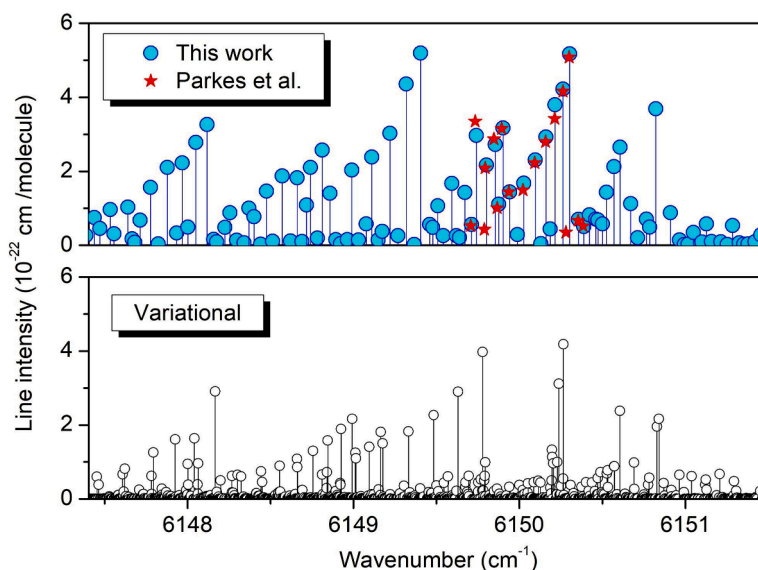 6
4
2
0
This work
Parkes et al.
Line intensity (10⁻²² cm /molecule)
6
4
2
0
Variational
6148
6149
6150
6151
Wavenumber (cm⁻¹)